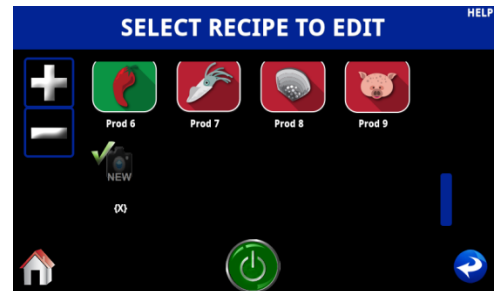 HELP
SELECT RECIPE TO EDIT
Prod 6
Prod 7
Prod 8
Prod 9
NEW
{X}